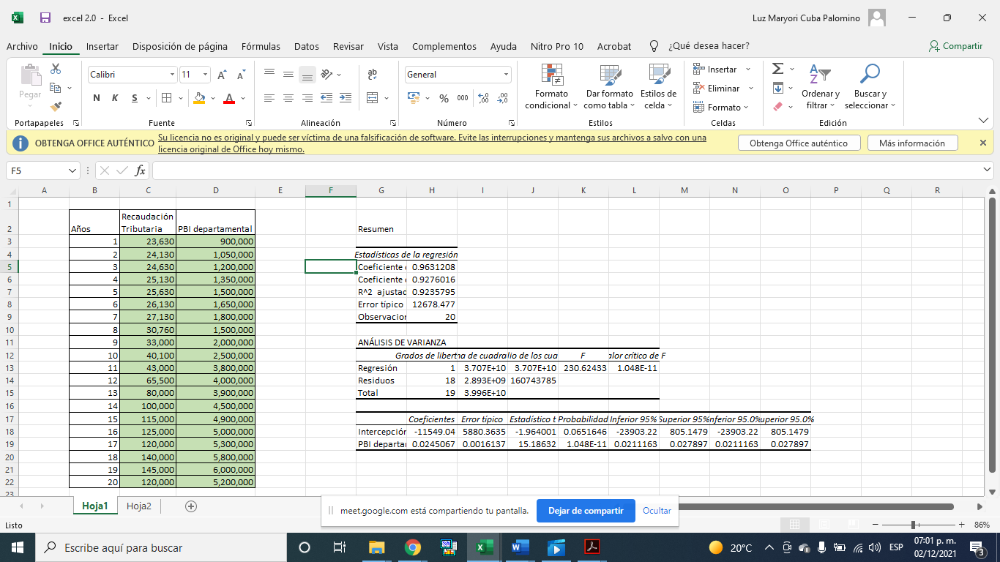 excel 2.0 - Excel
Luz Maryori Cuba Palomino
Archivo Inicio Insertar Disposición de página Fórmulas Datos Revisar Vista Complementos Ayuda Nitro Pro 10 Acrobat ¿Qué desea hacer? Compartir
Pegar
Calibri 11
N K S
General
% 000
Formato condicional
Dar formato como tabla
Estilos de celda
Insertar
Eliminar
Formato
Ordenar y filtrar
Buscar y seleccionar
Portapapeles Fuente Alineación Número Estilos Celdas Edición
OBTENGA OFFICE AUTÉNTICO Su licencia no es original y puede ser víctima de una falsificación de software. Evite las interrupciones y mantenga sus archivos a salvo con una
licencia original de Office hoy mismo.
Obtenga Office auténtico Más información
F5 fx
A B C D E F G H I J K L M N O P Q R
1
2 Años Recaudación Tributaria PBI departamental Resumen
3 1 23,630 900,000
4 2 24,130 1,050,000 Estadísticas de la regresión
5 3 24,630 1,200,000 Coeficiente 0.9631208
6 4 25,130 1,350,000 Coeficiente 0.9276016
7 5 25,630 1,500,000 R^2 ajustad 0.9235795
8 6 26,130 1,650,000 Error típico 12678.477
9 7 27,130 1,800,000 Observacior 20
10 8 30,760 1,500,000
11 9 33,000 2,000,000 ANÁLISIS DE VARIANZA
12 10 40,100 2,500,000 Grados de libert na de cuadra lio de los cua F alor crítico de F
13 11 43,000 3,800,000 Regresión 1 3.707E+10 3.707E+10 230.62433 1.048E-11
14 12 65,500 4,000,000 Residuos 18 2.893E+09 160743785
15 13 80,000 3,900,000 Total 19 3.996E+10
16 14 100,000 4,500,000
17 15 115,000 4,900,000 Coeficientes Error típico Estadístico t Probabilidad Inferior 95% Superior 95% nferior 95.0% uperior 95.0%
18 16 125,000 5,000,000 Intercepción -11549.04 5880.3635 -1.964001 0.0651646 -23903.22 805.1479 -23903.22 805.1479
19 17 120,000 5,300,000 PBI departa 0.0245067 0.0016137 15.18632 1.048E-11 0.0211163 0.027897 0.0211163 0.027897
20 18 140,000 5,800,000
21 19 145,000 6,000,000
22 20 120,000 5,200,000
23
Hoja1 Hoja2
meet.google.com está compartiendo tu pantalla. Dejar de compartir Ocultar
Listo
86%
Escribe aquí para buscar
20°C
ESP
07:01 p. m.
02/12/2021
3